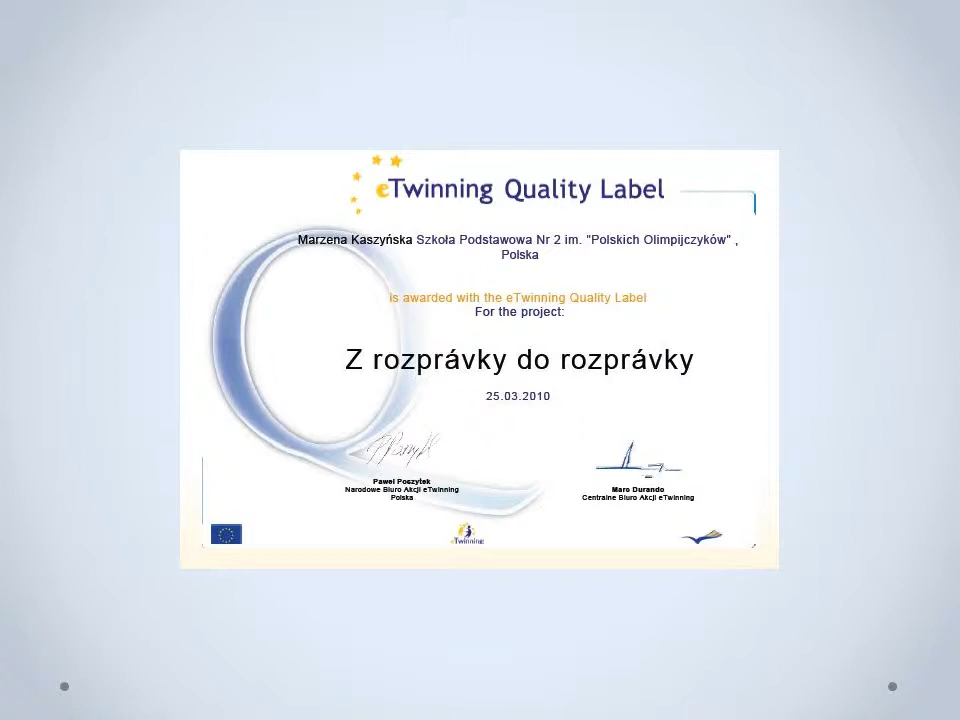 eTwinning Quality Label
Marzena Kaszyńska Szkoła Podstawowa Nr 2 im. "Polskich Olimpijczyków" ,
Polska
is awarded with the eTwinning Quality Label
For the project:
Z rozprávky do rozprávky
25.03.2010
Paweł Poszytek
Narodowe Biuro Akcji eTwinning
Polska
Marc Durando
Centralne Biuro Akcji eTwinning
eTwinning